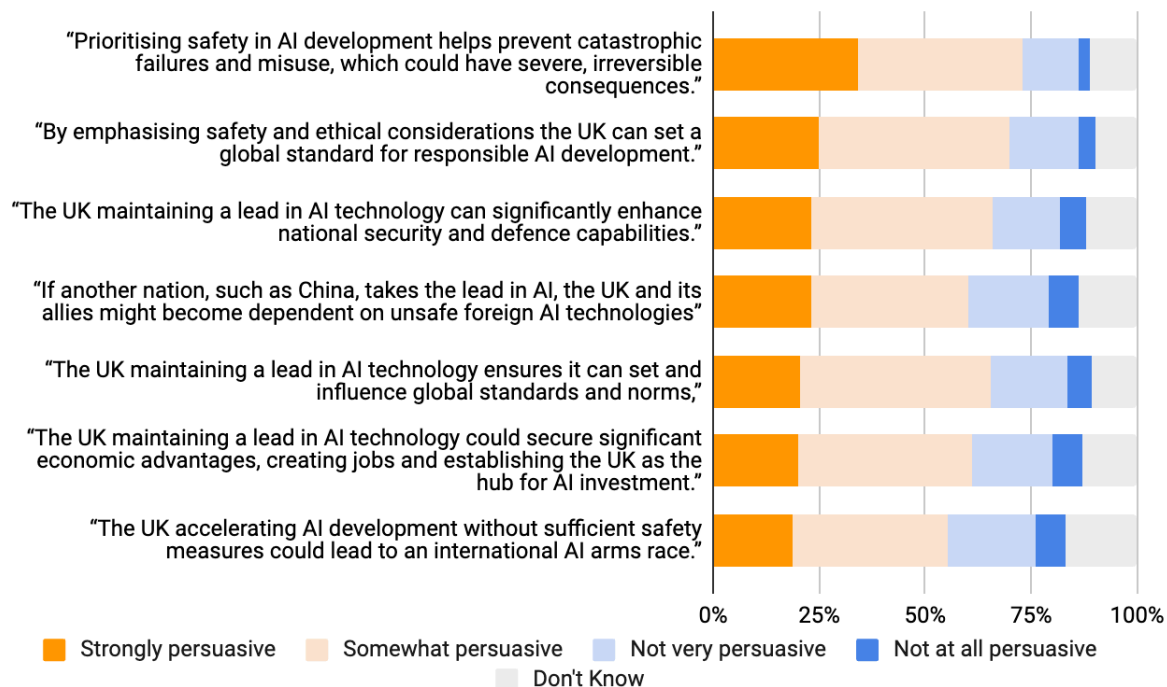 “Prioritising safety in AI development helps prevent catastrophic
failures and misuse, which could have severe, irreversible
consequences.”
“By emphasising safety and ethical considerations the UK can set a
global standard for responsible AI development.”
“The UK maintaining a lead in AI technology can significantly enhance
national security and defence capabilities.”
“If another nation, such as China, takes the lead in AI, the UK and its
allies might become dependent on unsafe foreign AI technologies”
“The UK maintaining a lead in AI technology ensures it can set and
influence global standards and norms,”
“The UK maintaining a lead in AI technology could secure significant
economic advantages, creating jobs and establishing the UK as the
hub for AI investment.”
“The UK accelerating AI development without sufficient safety
measures could lead to an international AI arms race.”
0% 25% 50% 75% 100%
Strongly persuasive Somewhat persuasive Not very persuasive Not at all persuasive
Don't Know